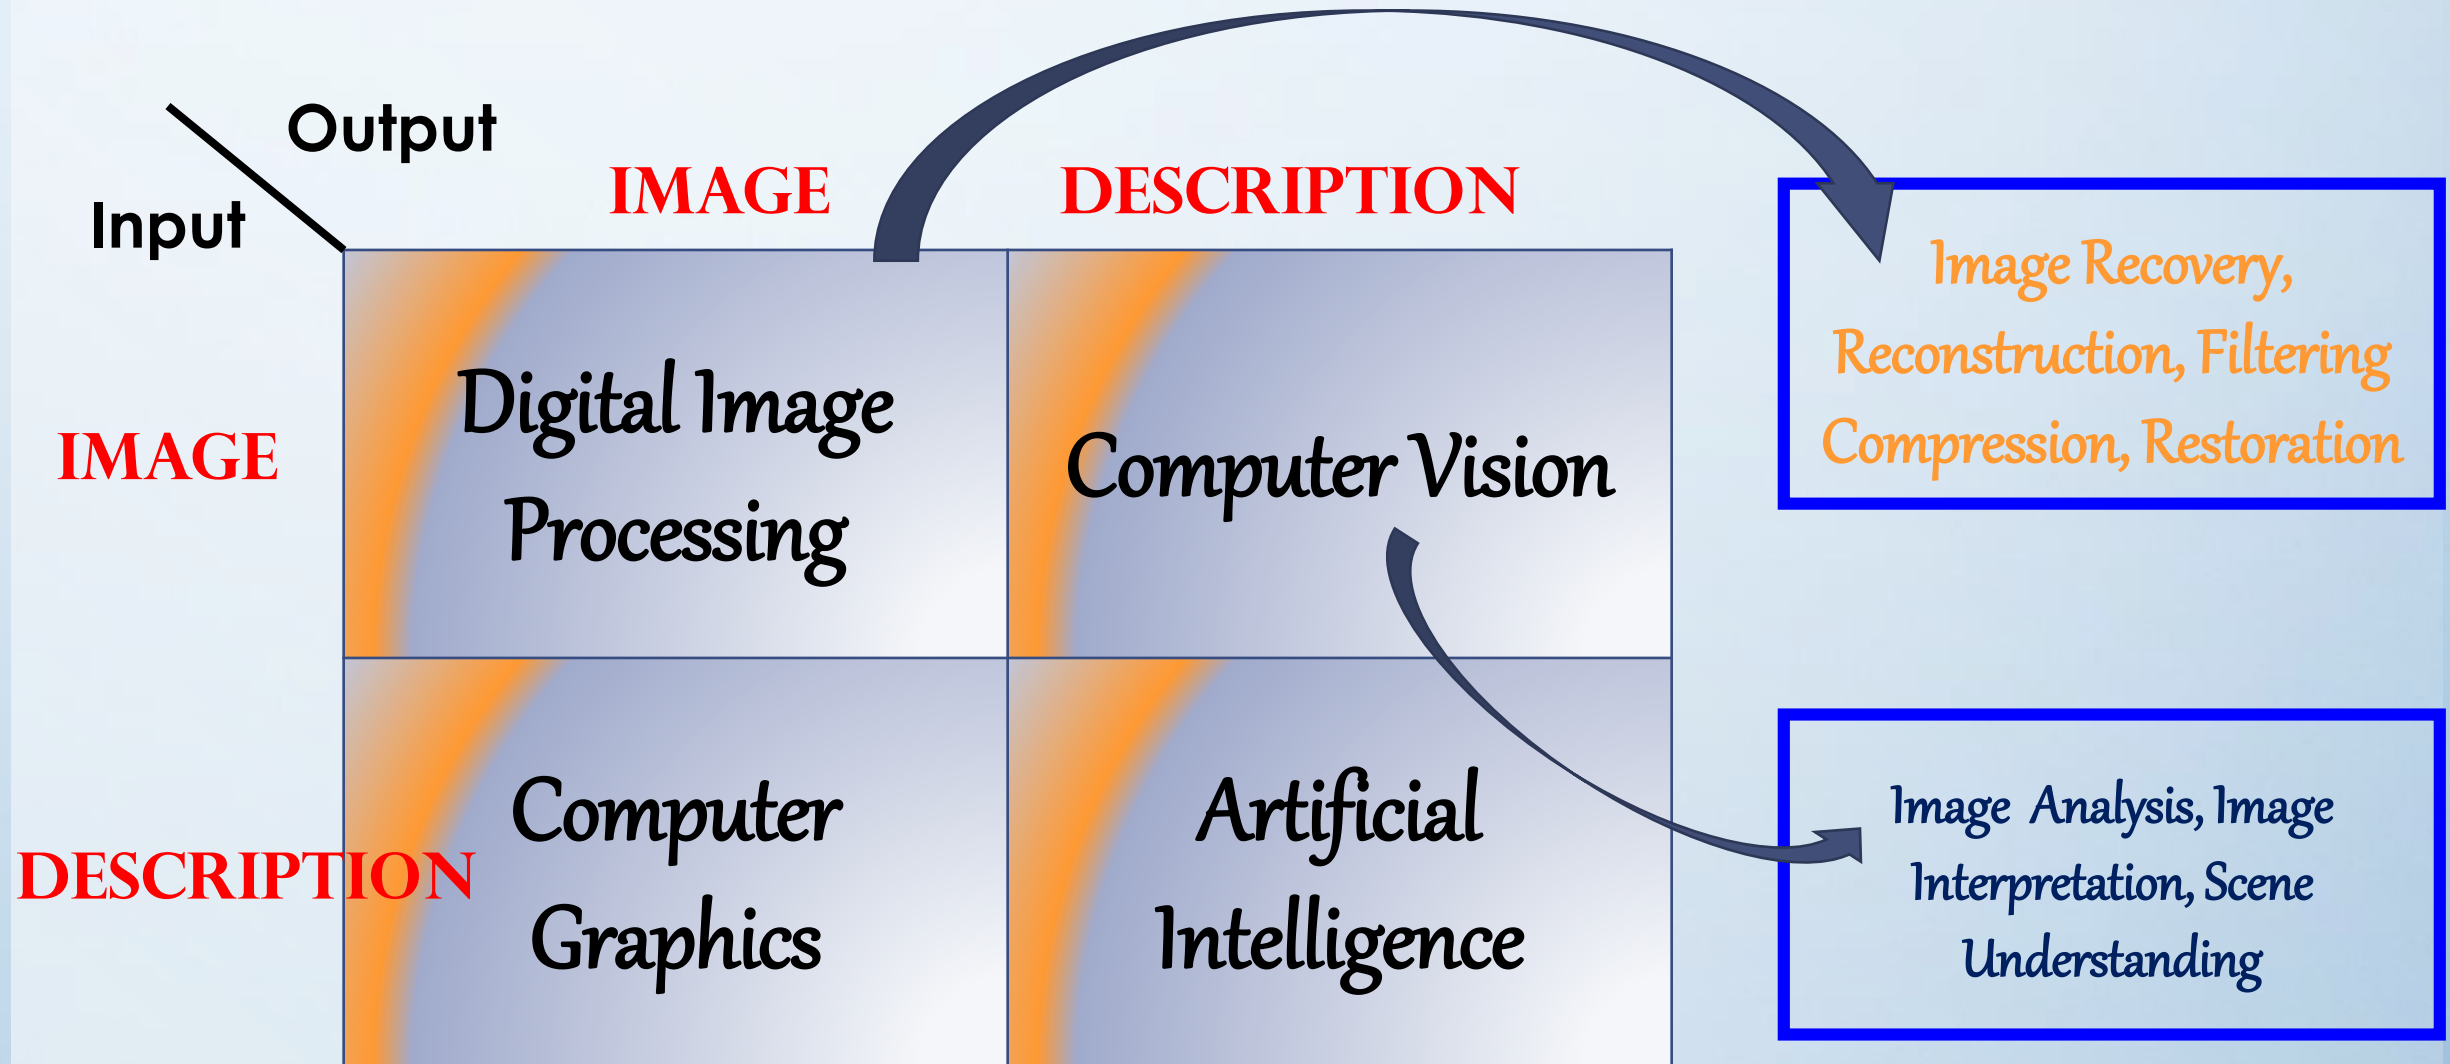 Output
Input
IMAGE
DESCRIPTION
IMAGE
Digital Image
Processing
Computer Vision
Image Recovery,
Reconstruction, Filtering
Compression, Restoration
DESCRIPTION
Computer
Graphics
Artificial
Intelligence
Image Analysis, Image
Interpretation, Scene
Understanding